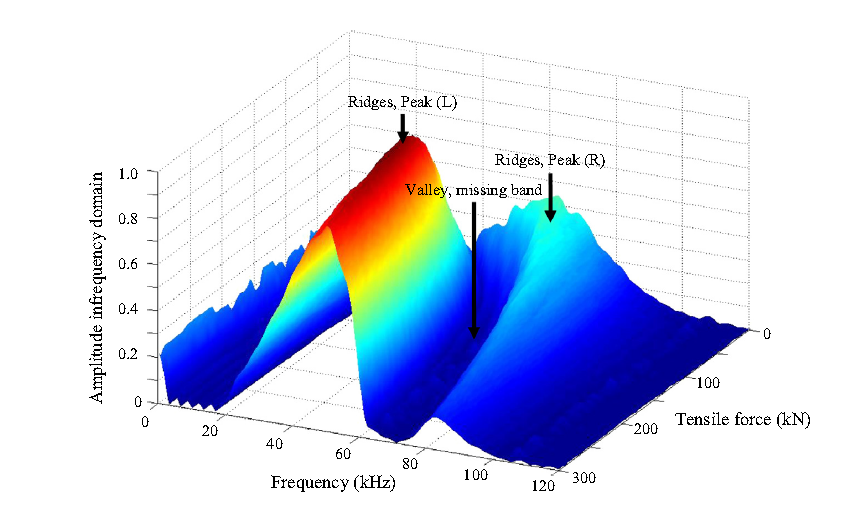 Ridges, Peak (L)
Ridges, Peak (R)
Valley, missing band
Amplitude infrequency domain
1.0
0.8
0.6
0.4
0.2
0
0
20
40
60
80
100
120
Frequency (kHz)
0
100
200
300
Tensile force (kN)